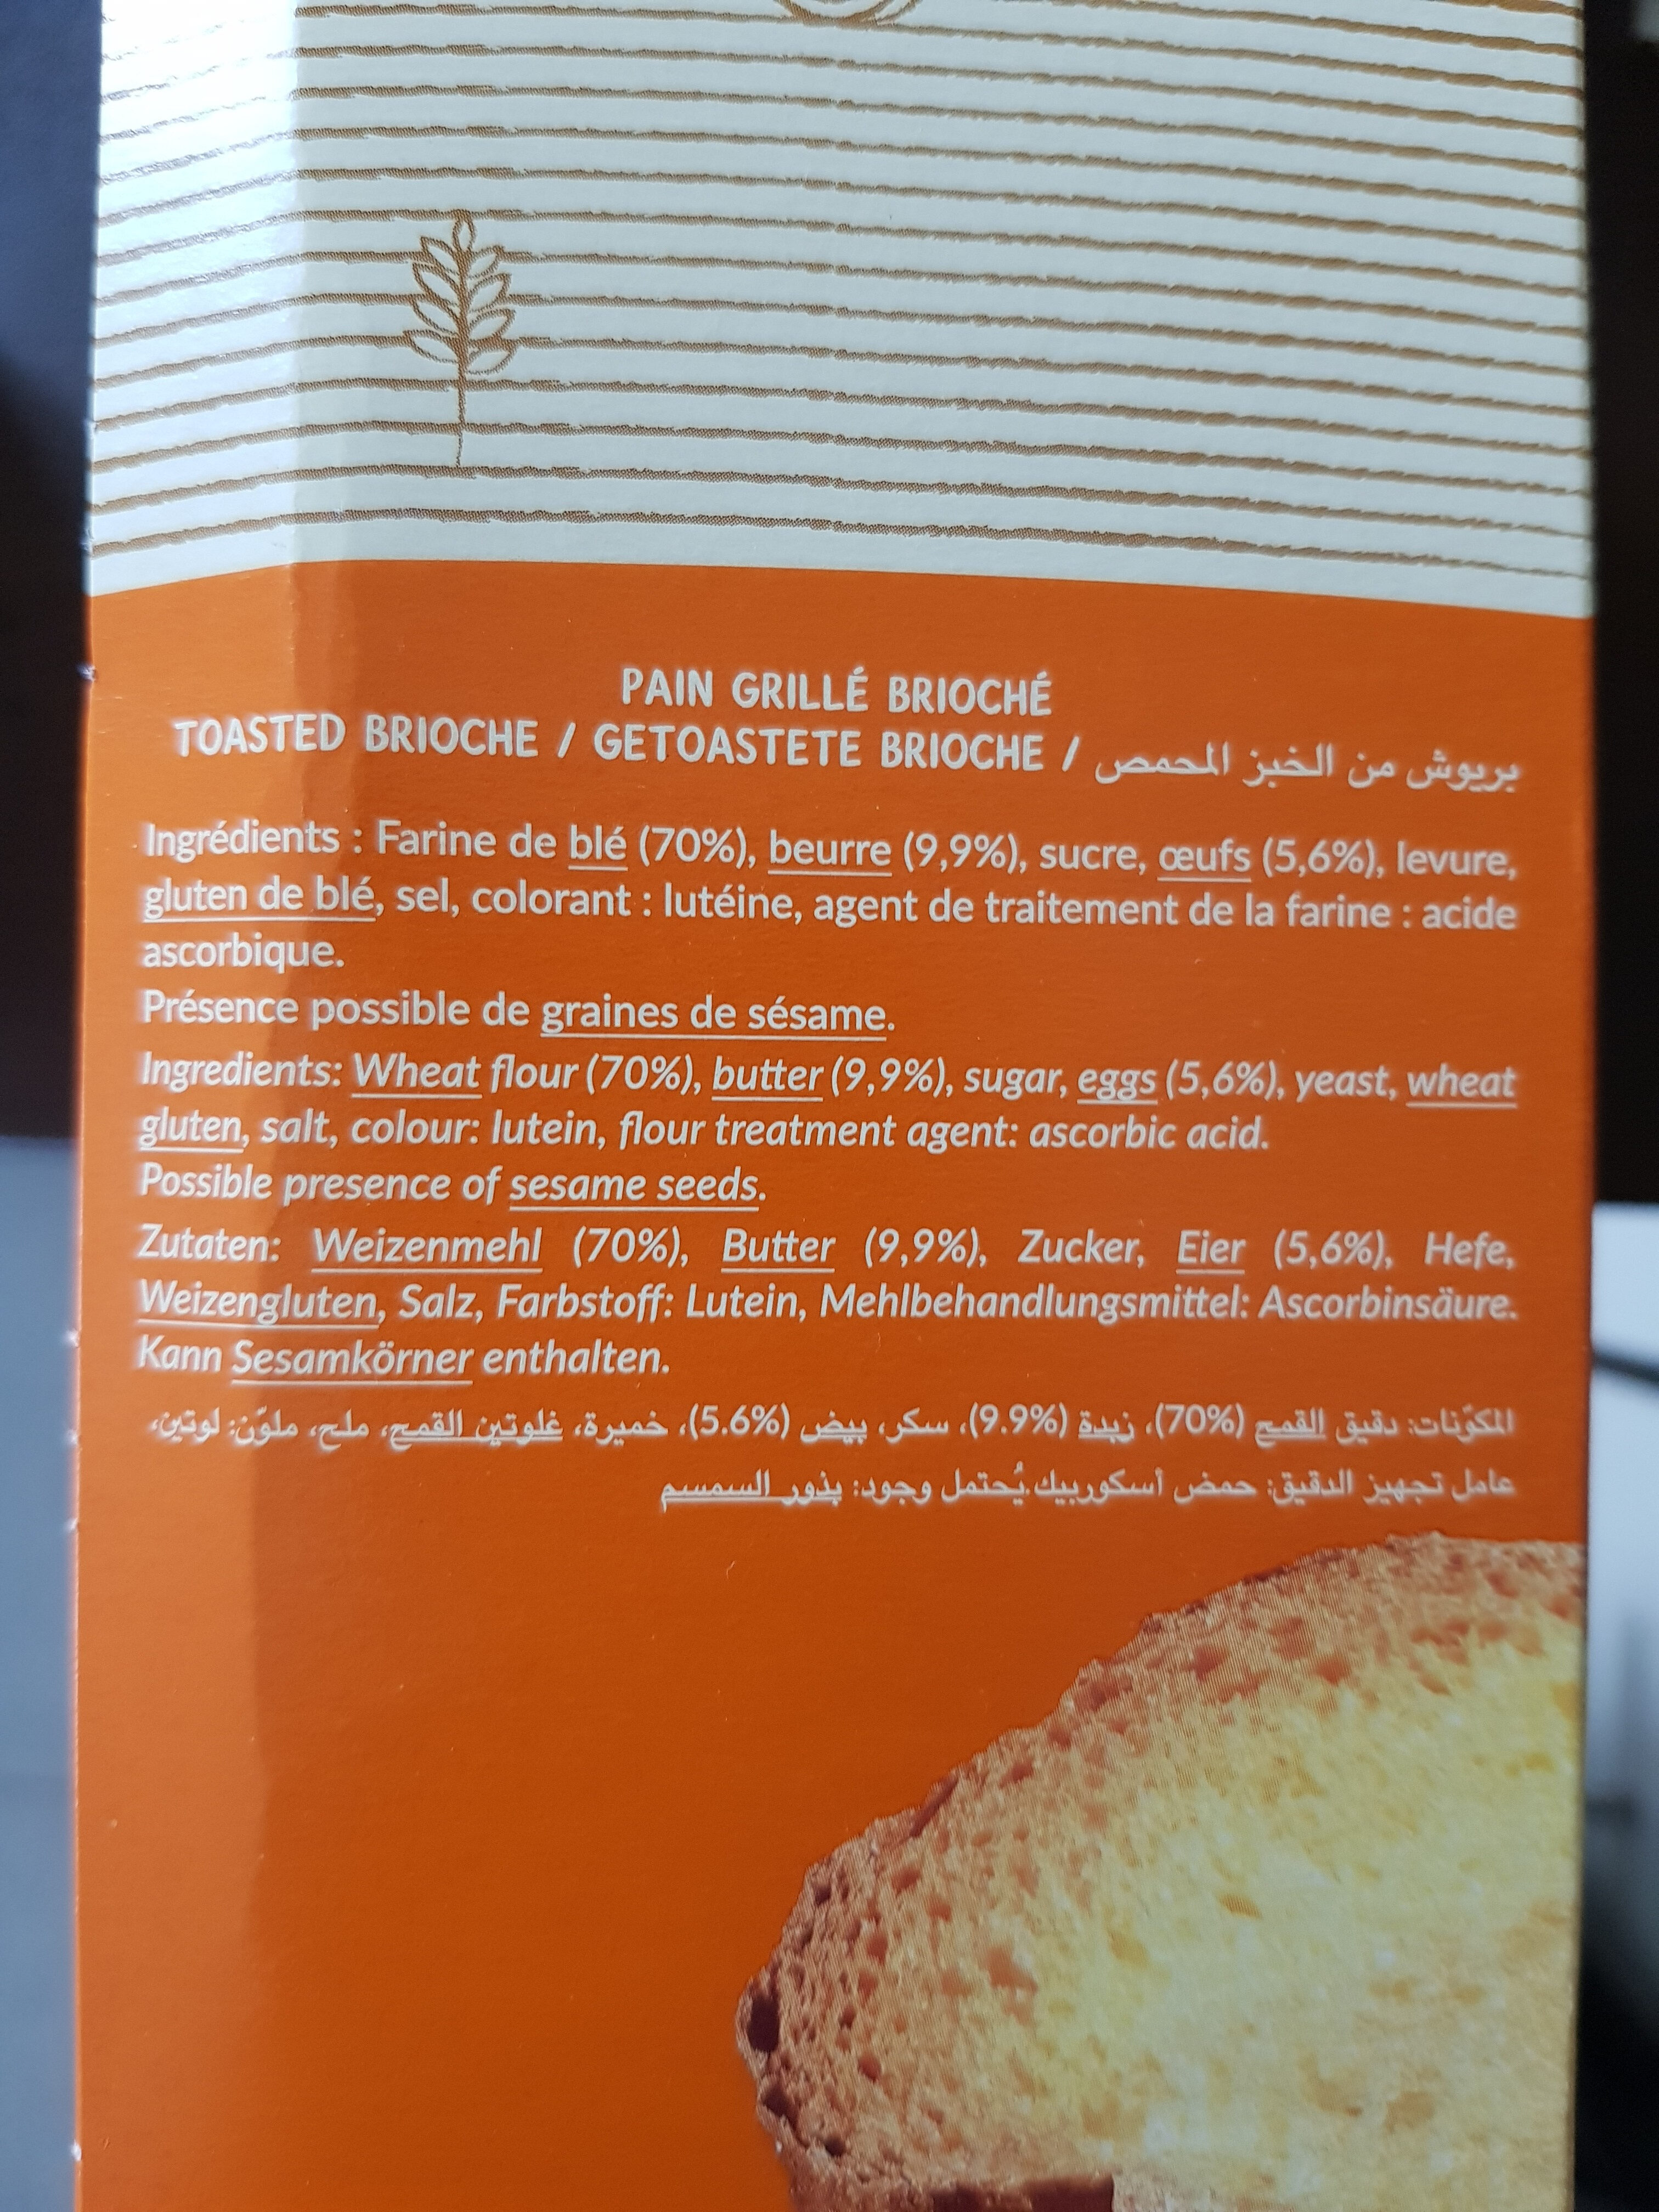 PAIN GRILLÉ BRIOCHÉ
TOASTED BRIOCHE / GETOASTETE BRIOCHE / بريوش من الخبز المحمص
Ingrédients : Farine de blé (70%), beurre (9,9%), sucre, œufs (5,6%), levure,
gluten de blé, sel, colorant : lutéine, agent de traitement de la farine : acide
ascorbique.
Présence possible de graines de sésame.
Ingredients: Wheat flour (70%), butter (9,9%), sugar, eggs (5,6%), yeast, wheat
gluten, salt, colour: lutein, flour treatment agent: ascorbic acid.
Possible presence of sesame seeds.
Zutaten: Weizenmehl (70%), Butter (9,9%), Zucker, Eier (5,6%), Hefe,
Weizengluten, Salz, Farbstoff: Lutein, Mehlbehandlungsmittel: Ascorbinsäure.
Kann Sesamkörner enthalten.
المكوّنات: دقيق القمح (70%)، زبدة (9.9%)، سكر، بيض (5.6%)، خميرة، غلوتين القمح، ملح، ملوّن: لوتين،
عامل تجهيز الدقيق: حمض أسكوربيك.يُحتمل وجود: بذور السمسم